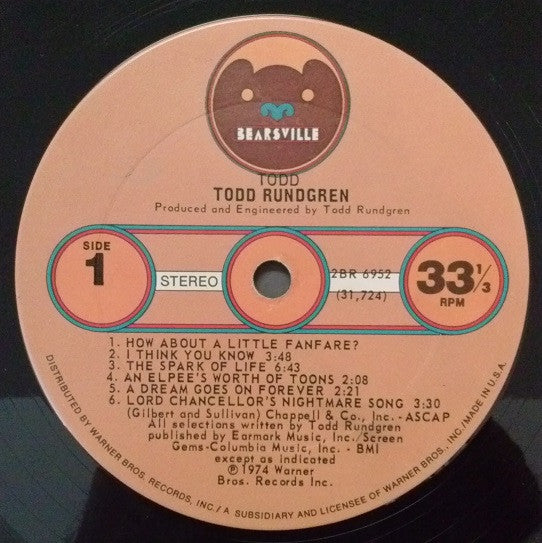 BEARSVILLE
TODD
TODD RUNDGREN
Produced and Engineered by Todd Rundgren
SIDE
1
STEREO
2BR 6952
(31,724)
33 1/3
RPM
1. HOW ABOUT A LITTLE FANFARE?
2. I THINK YOU KNOW 3:48
3. THE SPARK OF LIFE 6:43
4. AN ELPEE'S WORTH OF TOONS 2:08
5. A DREAM GOES ON FOREVER 2:21
6. LORD CHANCELLOR'S NIGHTMARE SONG 3:30
(Gilbert and Sullivan) Chappell & Co., Inc. - ASCAP
All selections written by Todd Rundgren
published by Earmark Music, Inc./Screen
Gems-Columbia Music, Inc. - BMI
except as indicated
℗1974 Warner
Bros. Records Inc.
DISTRIBUTED BY WARNER BROS. RECORDS, INC./A SUBSIDIARY AND LICENSEE OF WARNER BROS., INC./MADE IN U.S.A.